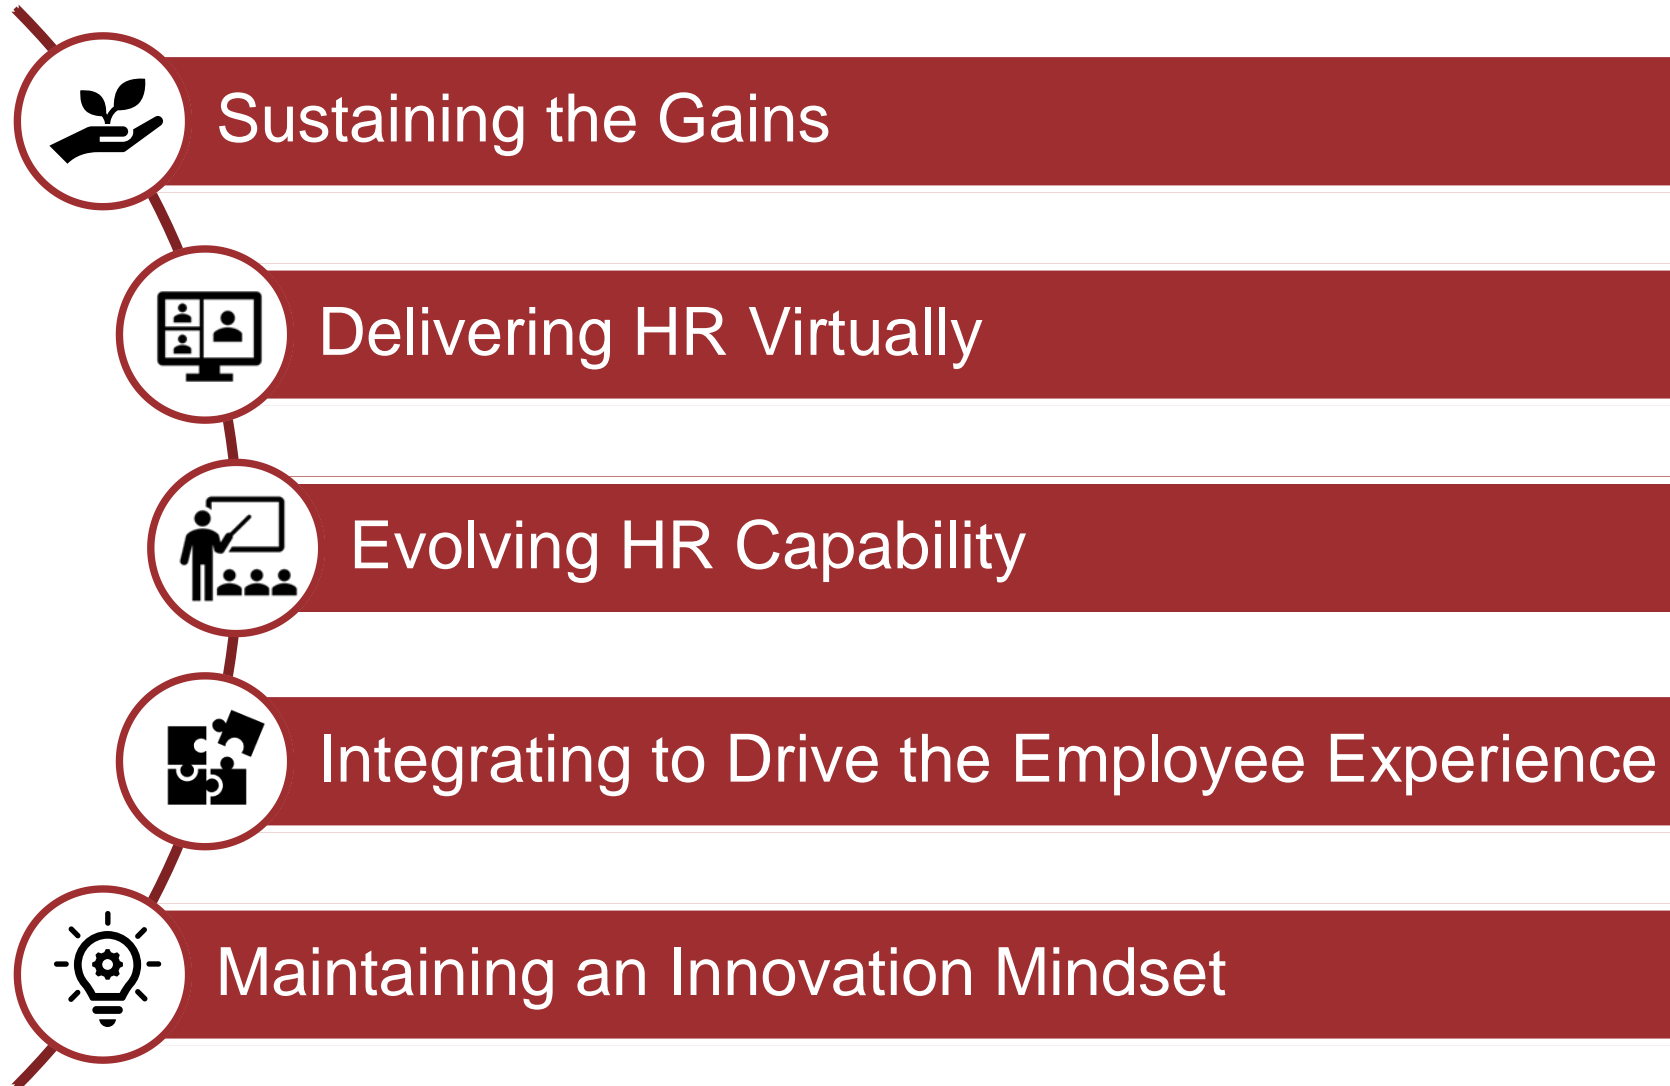 Sustaining the Gains
Delivering HR Virtually
Evolving HR Capability
Integrating to Drive the Employee Experience
Maintaining an Innovation Mindset